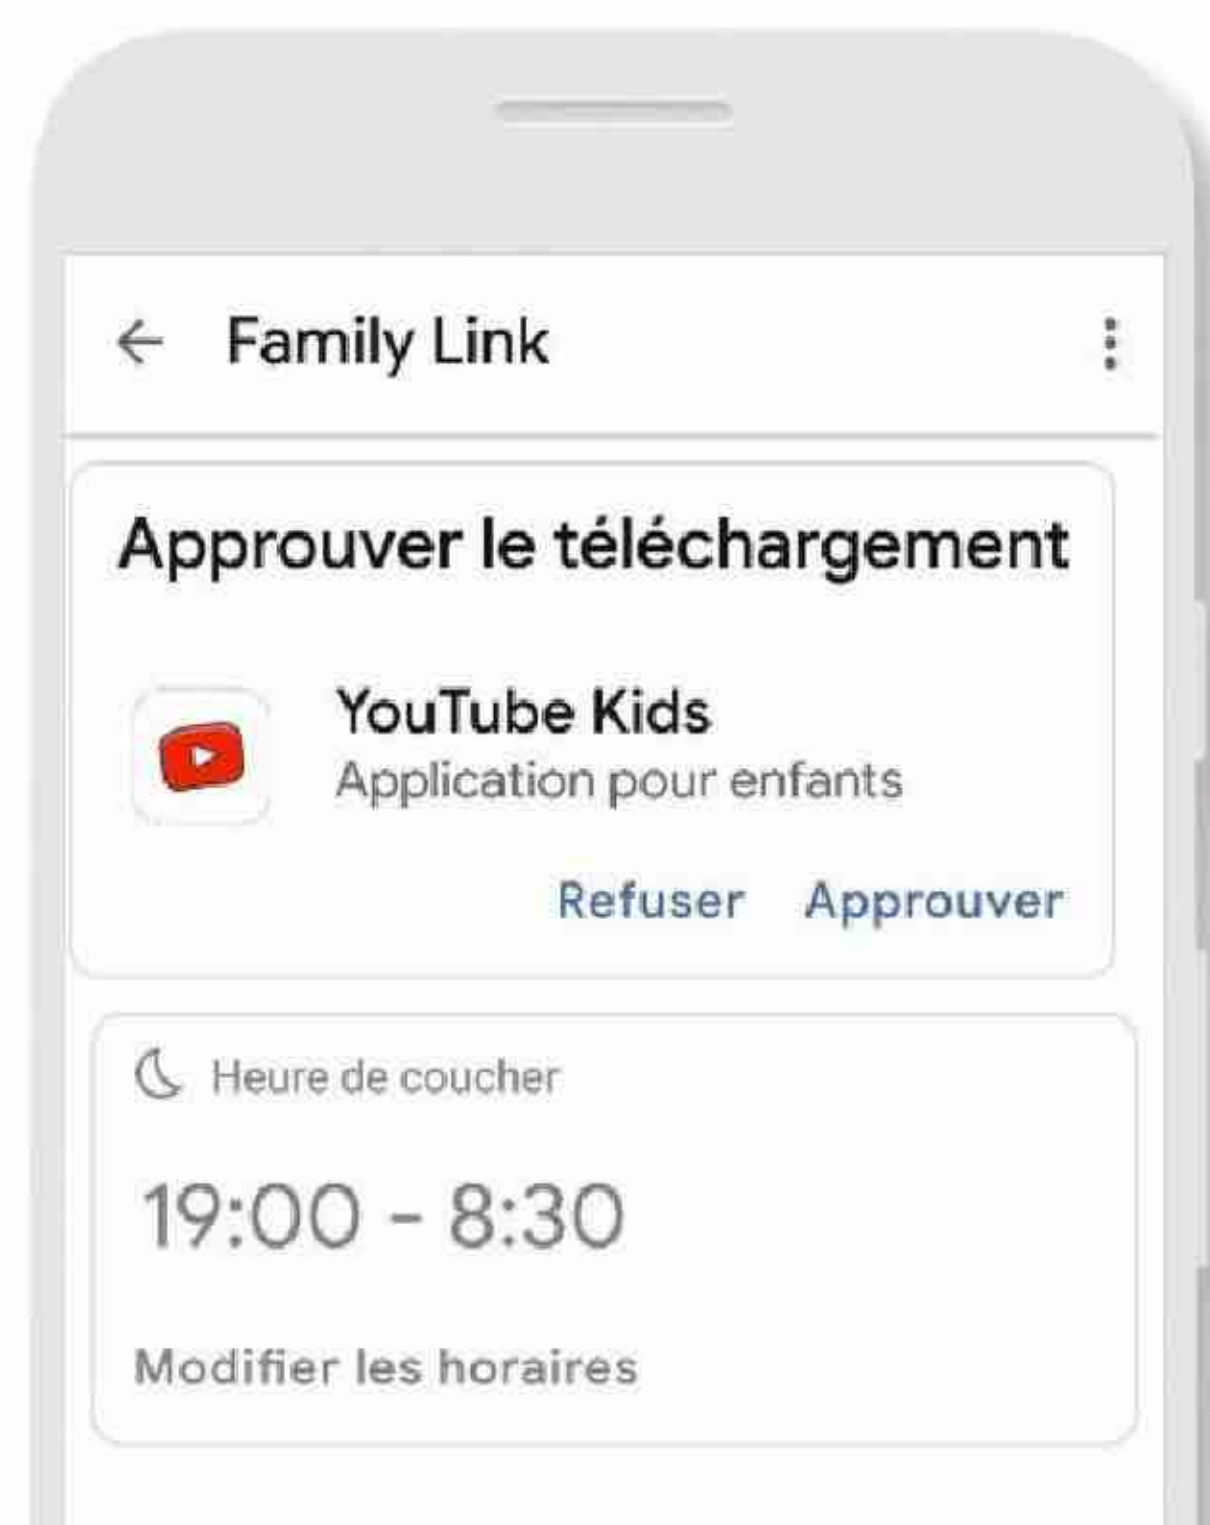 Family Link
Approuver le téléchargement
YouTube Kids
Application pour enfants
Refuser Approuver
Heure de coucher
19:00 - 8:30
Modifier les horaires